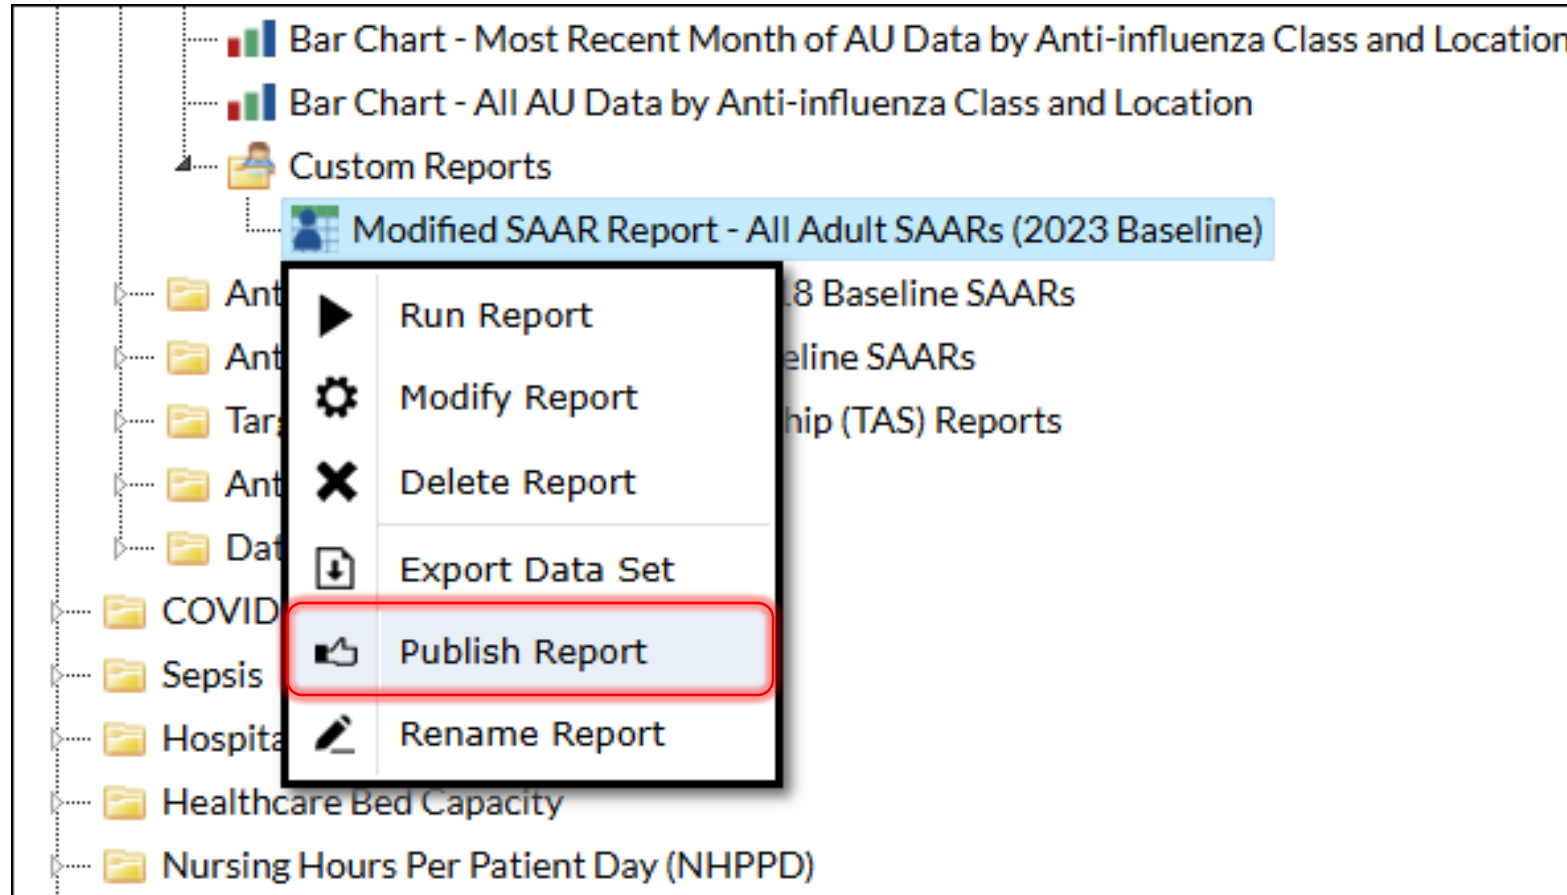 Bar Chart - Most Recent Month of AU Data by Anti-influenza Class and Location
Bar Chart - All AU Data by Anti-influenza Class and Location
Custom Reports
Modified SAAR Report - All Adult SAARs (2023 Baseline)
Ant 8 Baseline SAARs
Run Report
Ant eline SAARs
Modify Report
Tar hip (TAS) Reports
Ant
Delete Report
Dat
Export Data Set
COVID
Publish Report
Sepsis
Hospita
Rename Report
Healthcare Bed Capacity
Nursing Hours Per Patient Day (NHPPD)